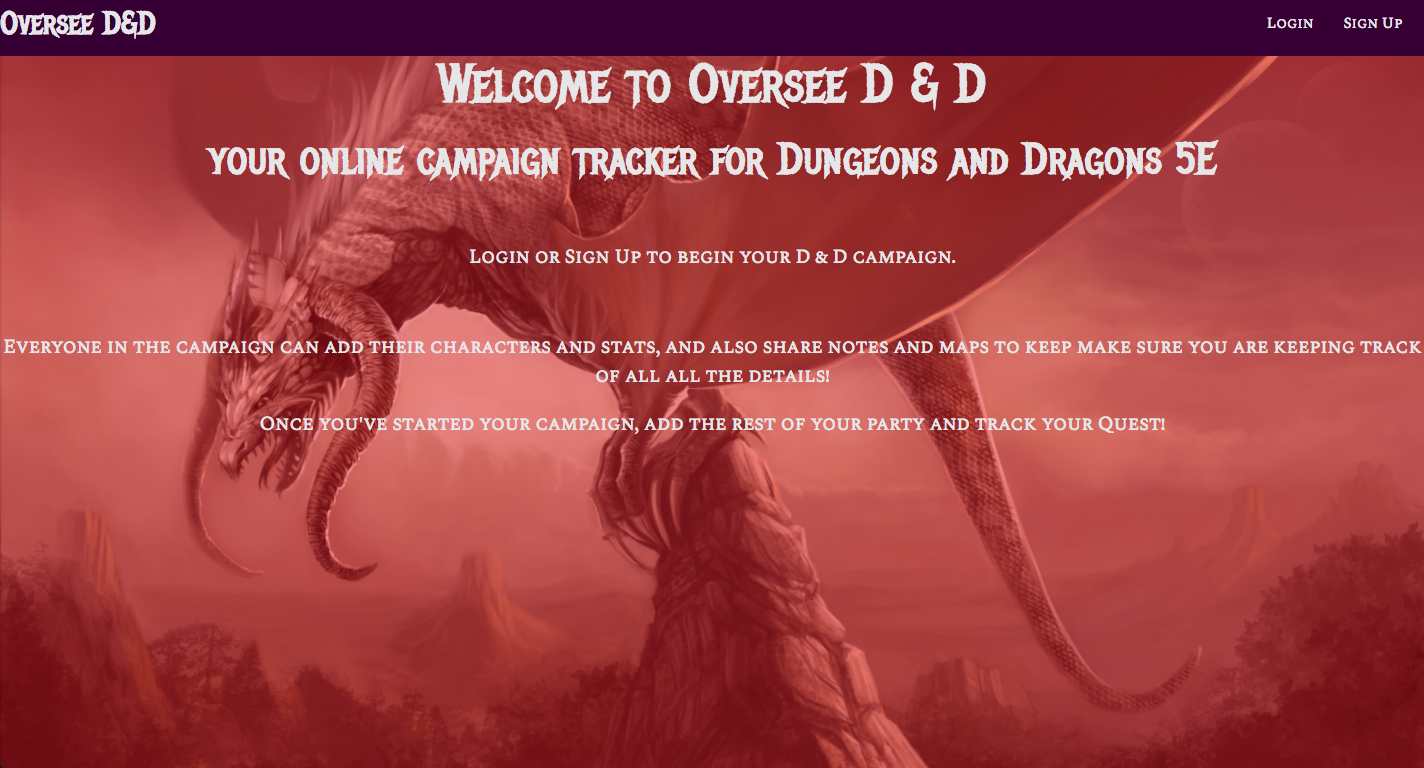 Oversee D&D
Login
Sign Up
Welcome to Oversee D & D
your online campaign tracker for Dungeons and Dragons 5E
Login or Sign Up to begin your D & D campaign.
Everyone in the campaign can add their characters and stats, and also share notes and maps to keep make sure you are keeping track
of all all the details!
Once you've started your campaign, add the rest of your party and track your Quest!